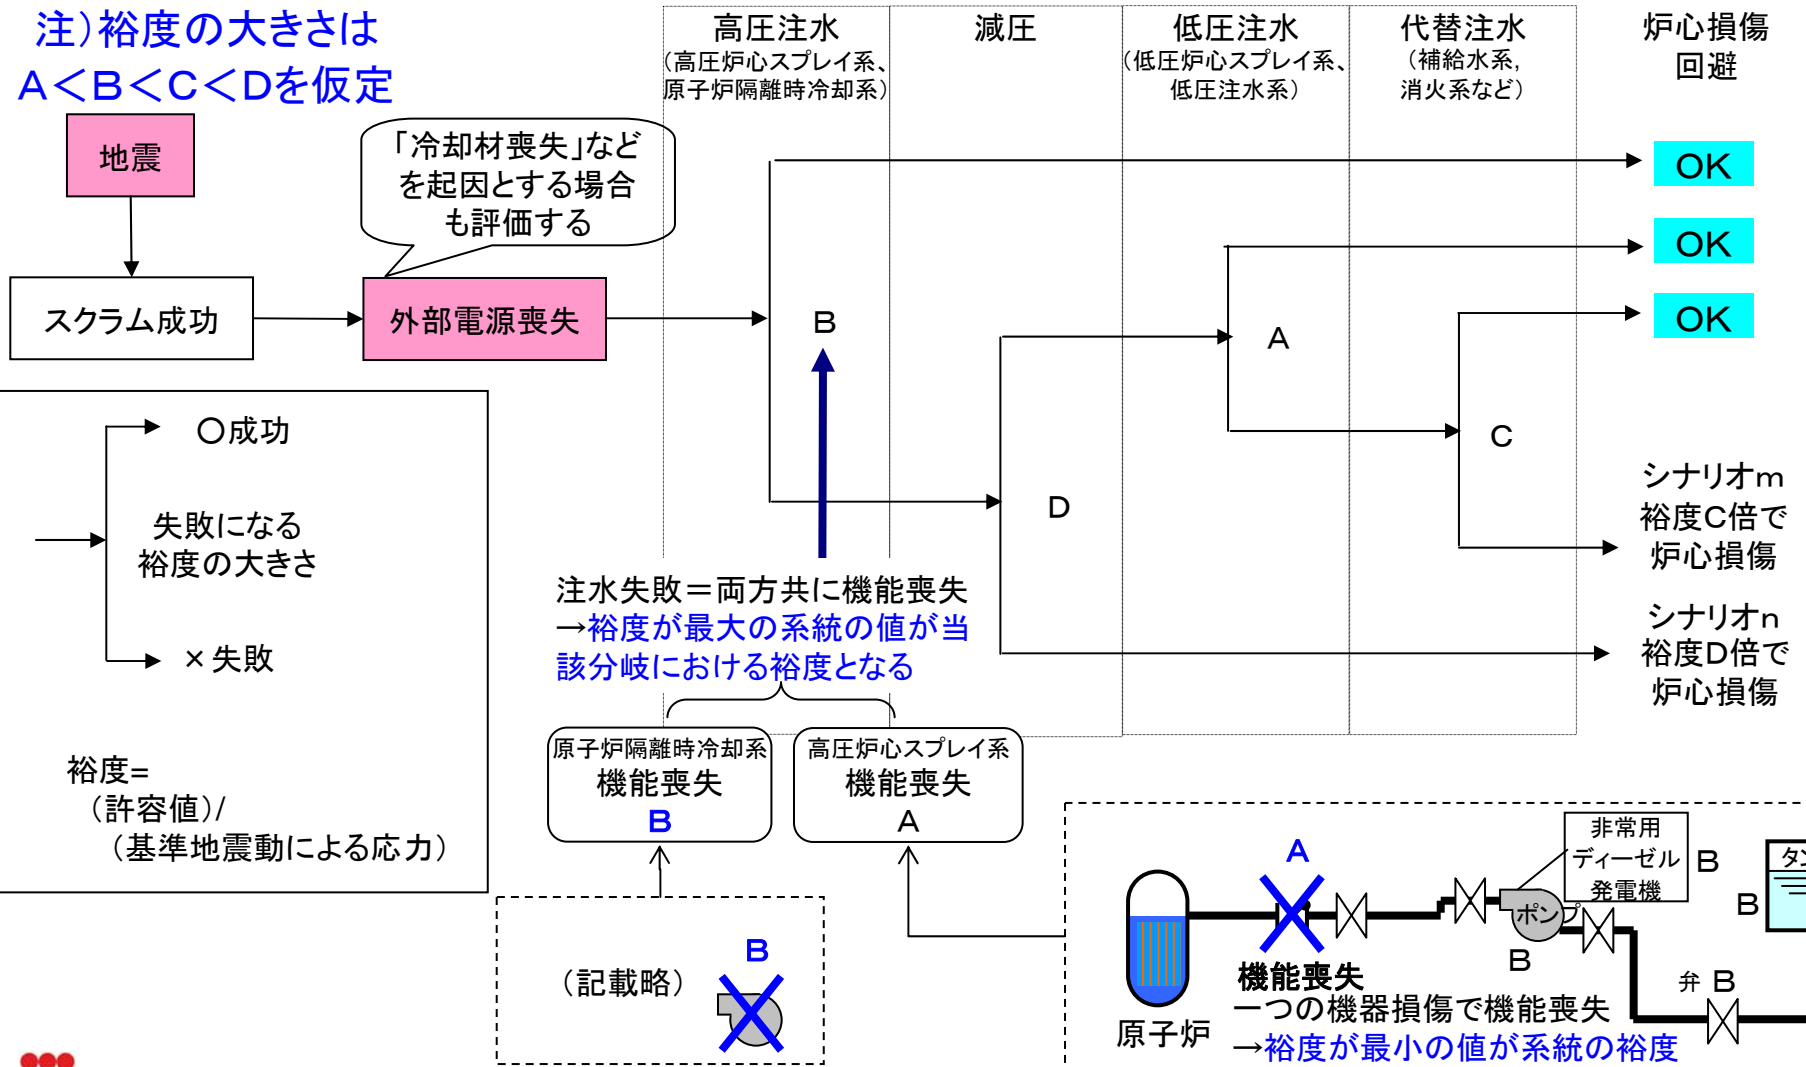 注）裕度の大きさは
A＜B＜C＜Dを仮定
高圧注水
（高圧炉心スプレイ系、
原子炉隔離時冷却系）
減圧
低圧注水
（低圧炉心スプレイ系、
低圧注水系）
代替注水
（補給水系,
消火系など）
炉心損傷
回避
地震
「冷却材喪失」など
を起因とする場合
も評価する
スクラム成功
外部電源喪失
OK
OK
OK
B
A
D
C
シナリオm
裕度C倍で
炉心損傷
シナリオn
裕度D倍で
炉心損傷
〇成功
失敗になる
裕度の大きさ
×失敗
裕度=
（許容値）/
（基準地震動による応力）
注水失敗＝両方共に機能喪失
→裕度が最大の系統の値が当
該分岐における裕度となる
原子炉隔離時冷却系
機能喪失
B
高圧炉心スプレイ系
機能喪失
A
（記載略）
B
A
非常用
ディーゼル
発電機
B
ポンプ
B
B
弁 B
原子炉
機能喪失
一つの機器損傷で機能喪失
→裕度が最小の値が系統の裕度